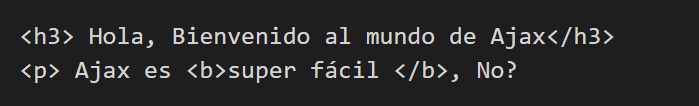 <h3> Hola, Bienvenido al mundo de Ajax</h3>
<p> Ajax es <b>super fácil </b>, No?